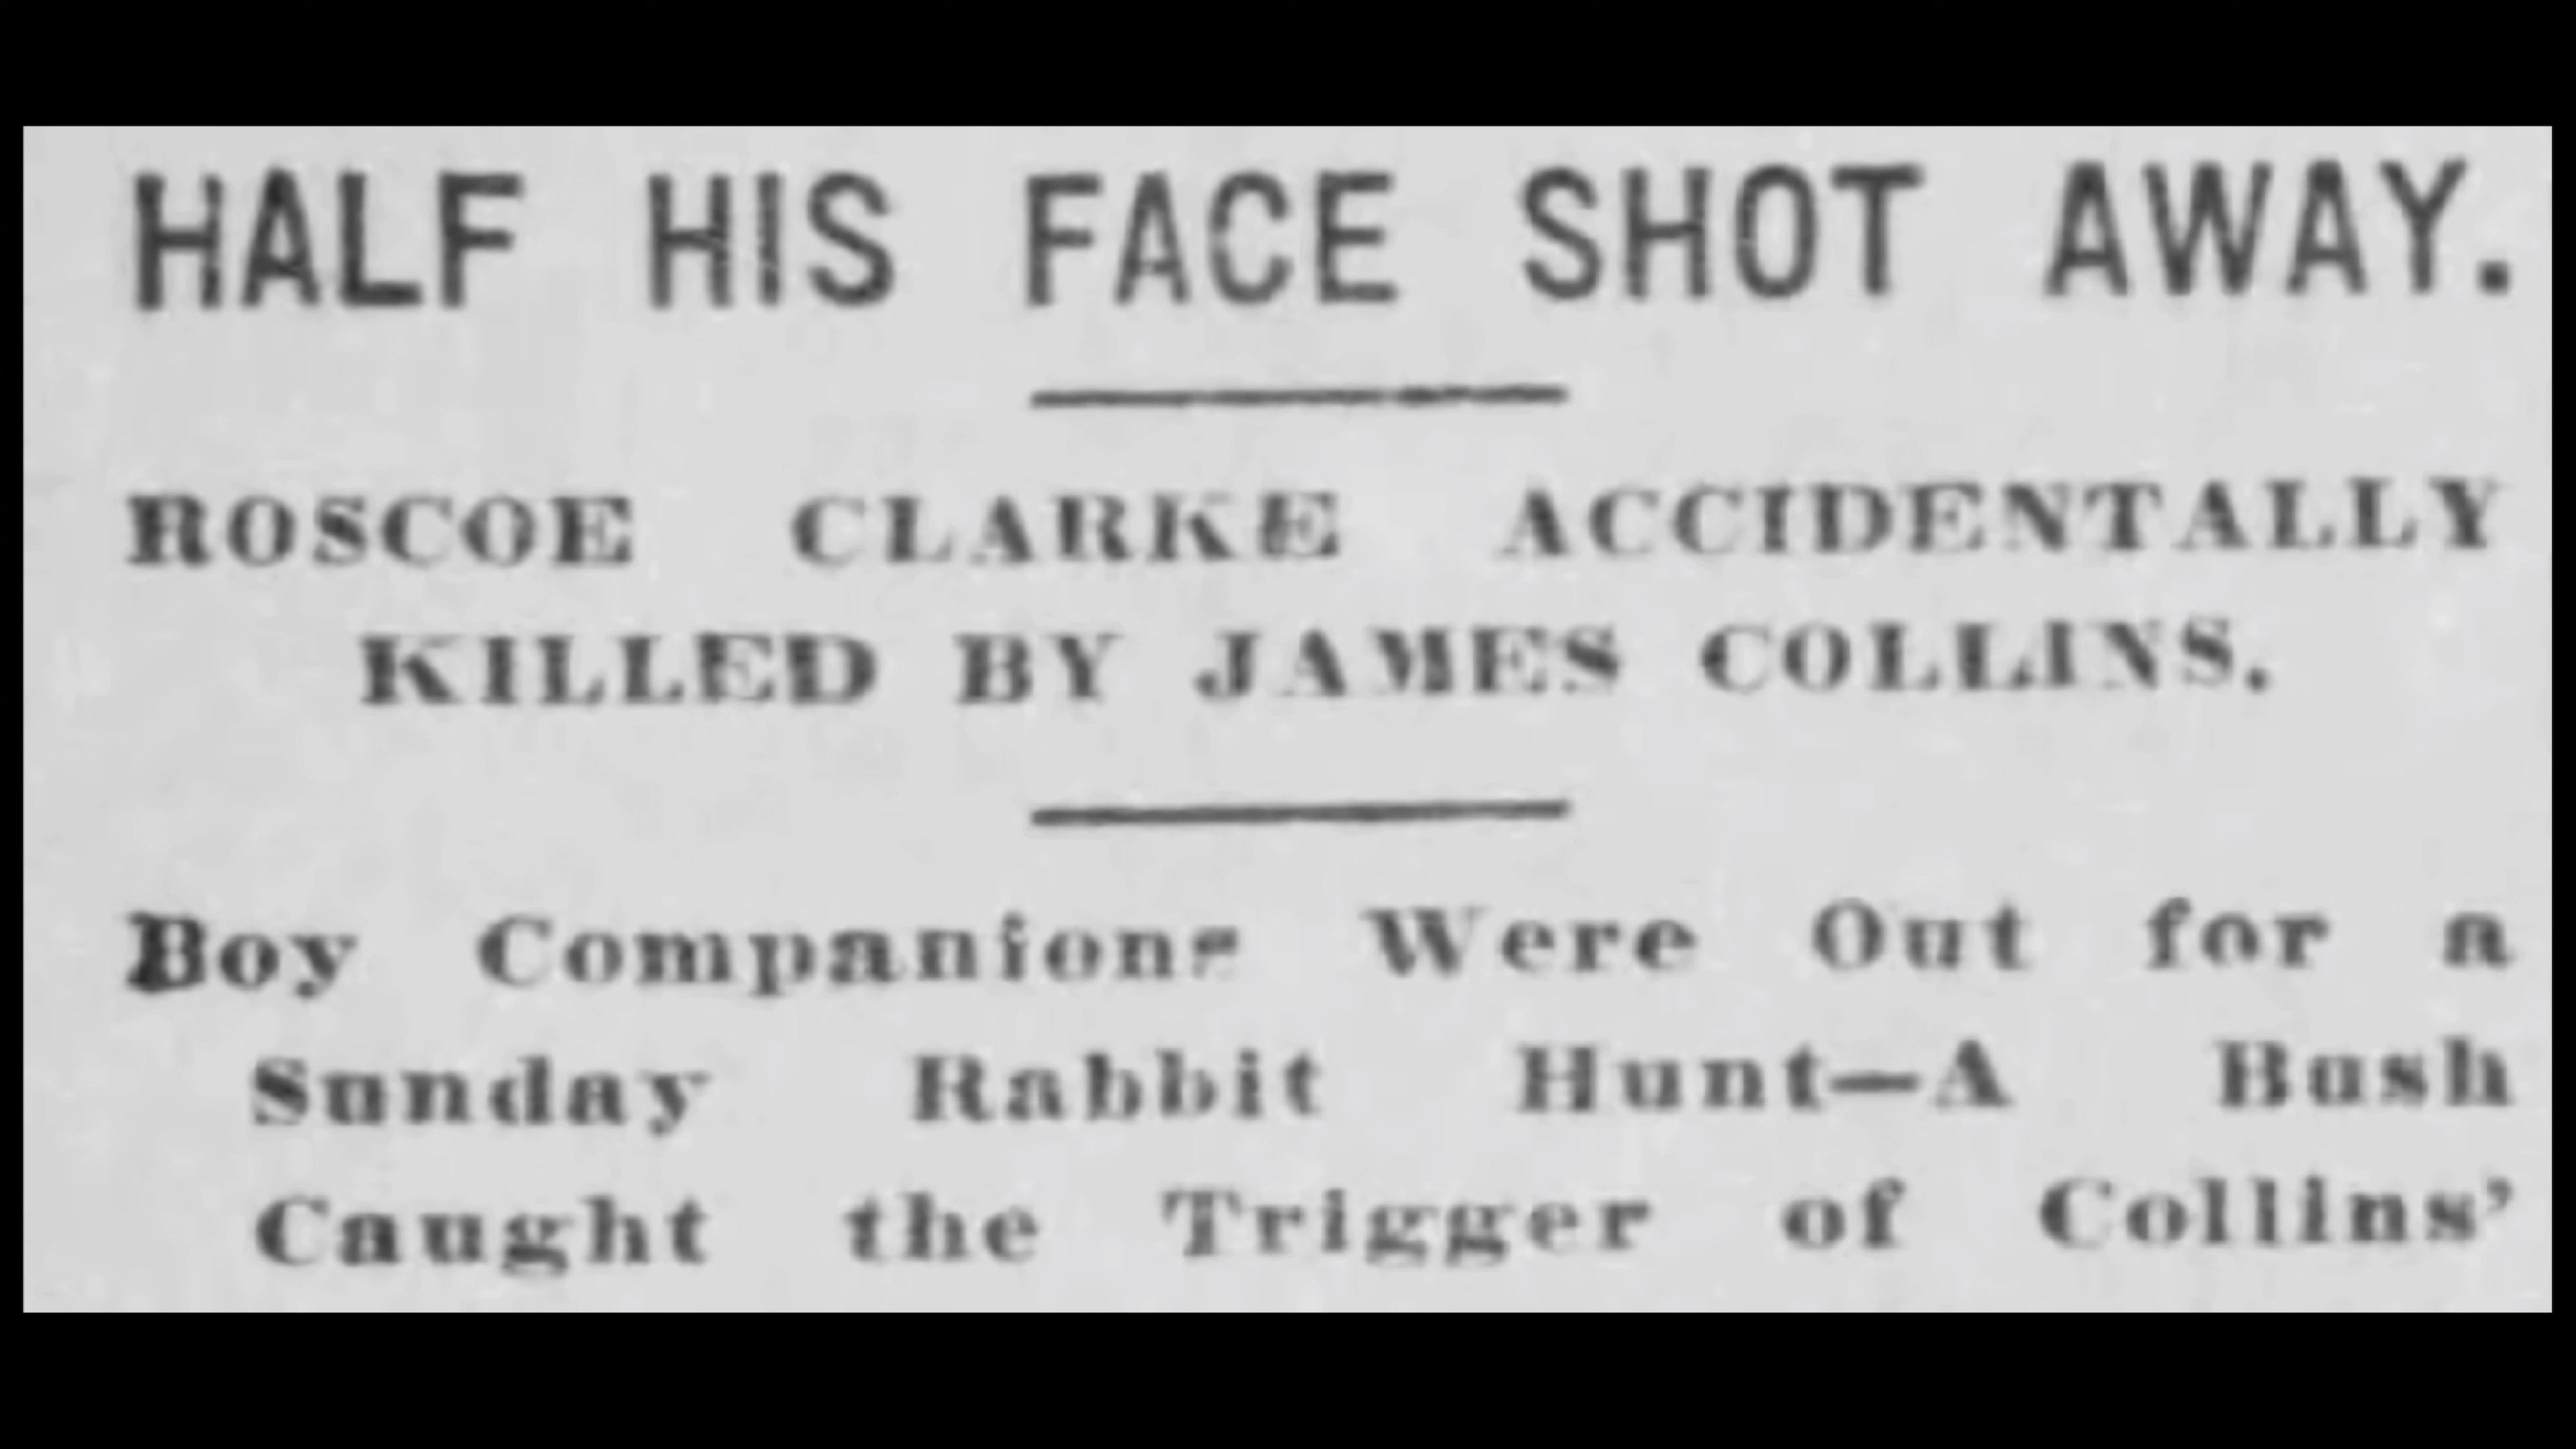 HALF HIS FACE SHOT AWAY.
ROSCOE CLARKE ACCIDENTALLY
KILLED BY JAMES COLLINS.
Boy Companions Were Out for a
Sunday Rabbit Hunt—A Bush
Caught the Trigger of Collins'